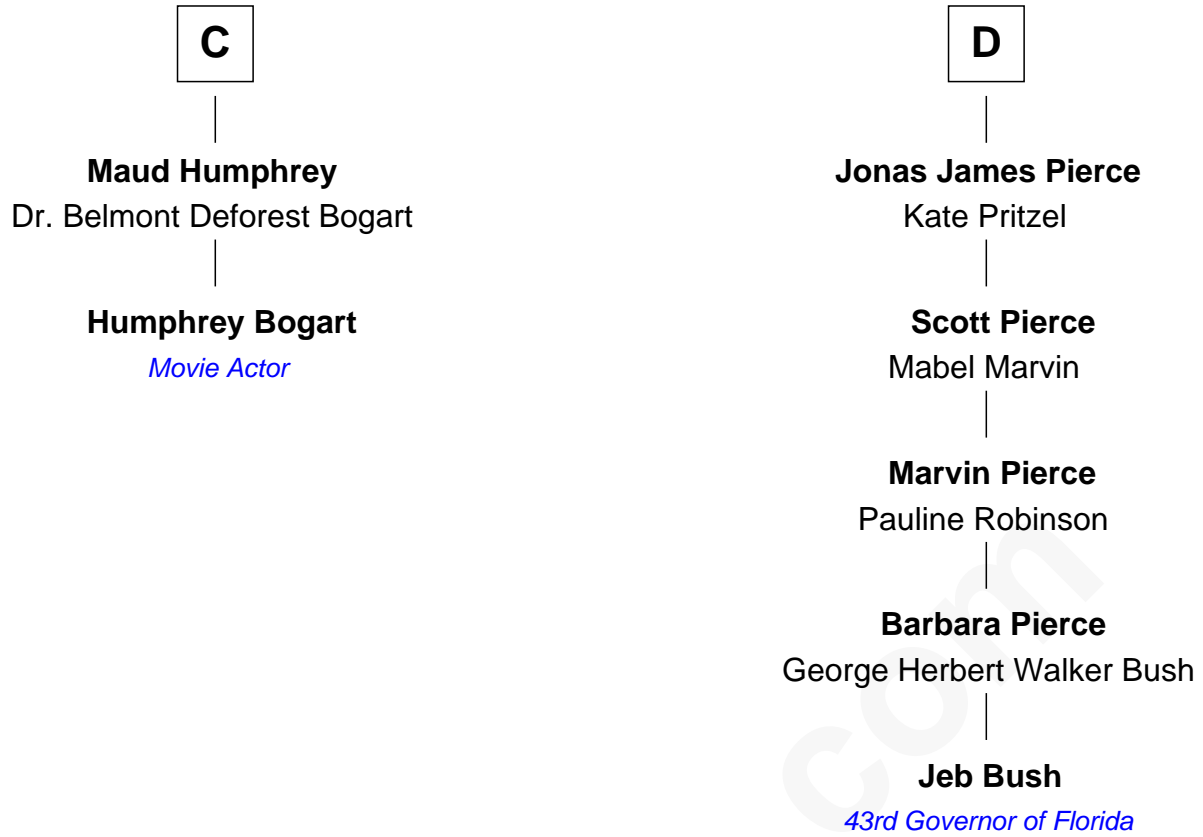 C
Maud Humphrey
Dr. Belmont Deforest Bogart
Humphrey Bogart
Movie Actor
D
Jonas James Pierce
Kate Pritzel
Scott Pierce
Mabel Marvin
Marvin Pierce
Pauline Robinson
Barbara Pierce
George Herbert Walker Bush
Jeb Bush
43rd Governor of Florida
com